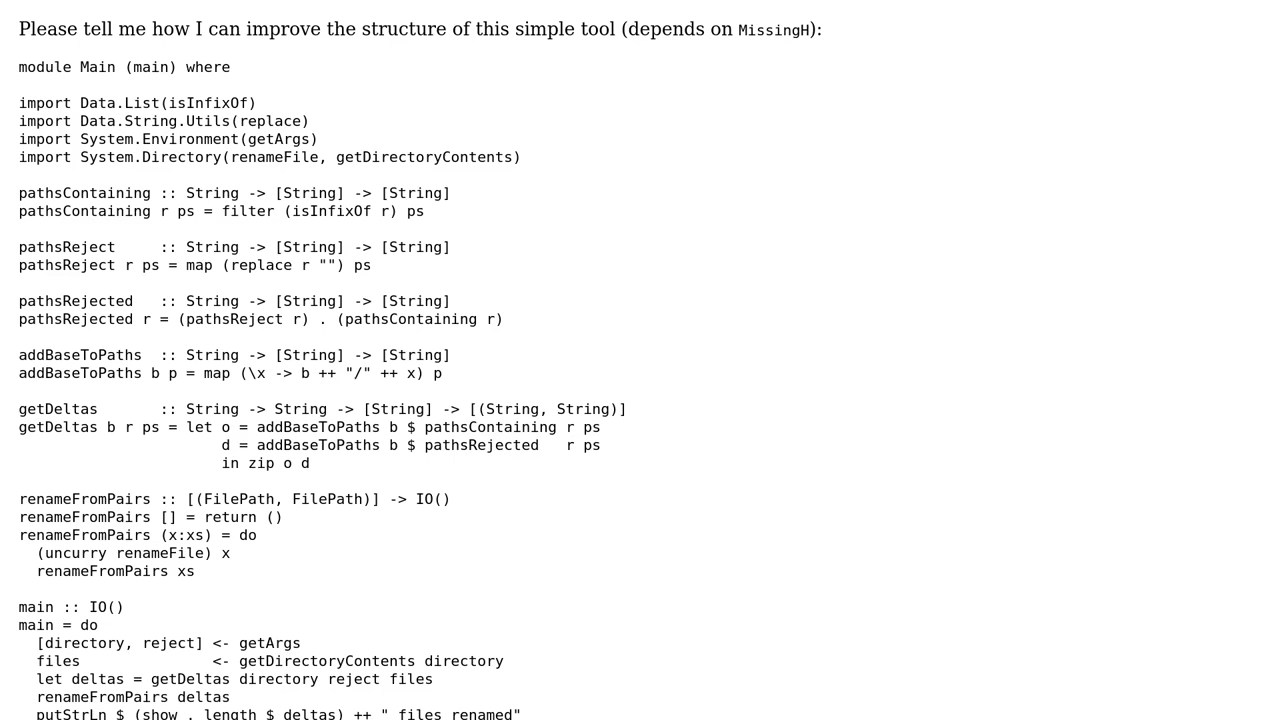 Please tell me how I can improve the structure of this simple tool (depends on MissingH):
module Main (main) where
import Data.List(isInfixOf)
import Data.String.Utils(replace)
import System.Environment(getArgs)
import System.Directory(renameFile, getDirectoryContents)
pathsContaining :: String -> [String] -> [String]
pathsContaining r ps = filter (isInfixOf r) ps
pathsReject     :: String -> [String] -> [String]
pathsReject r ps = map (replace r "") ps
pathsRejected   :: String -> [String] -> [String]
pathsRejected r = (pathsReject r) . (pathsContaining r)
addBaseToPaths  :: String -> [String] -> [String]
addBaseToPaths b p = map (\x -> b ++ "/" ++ x) p
getDeltas       :: String -> String -> [String] -> [(String, String)]
getDeltas b r ps = let o = addBaseToPaths b $ pathsContaining r ps
                       d = addBaseToPaths b $ pathsRejected   r ps
                       in zip o d
renameFromPairs :: [(FilePath, FilePath)] -> IO()
renameFromPairs [] = return ()
renameFromPairs (x:xs) = do
  (uncurry renameFile) x
  renameFromPairs xs
main :: IO()
main = do
  [directory, reject] <- getArgs
  files               <- getDirectoryContents directory
  let deltas = getDeltas directory reject files
  renameFromPairs deltas
  putStrLn $ (show . length $ deltas) ++ " files renamed"